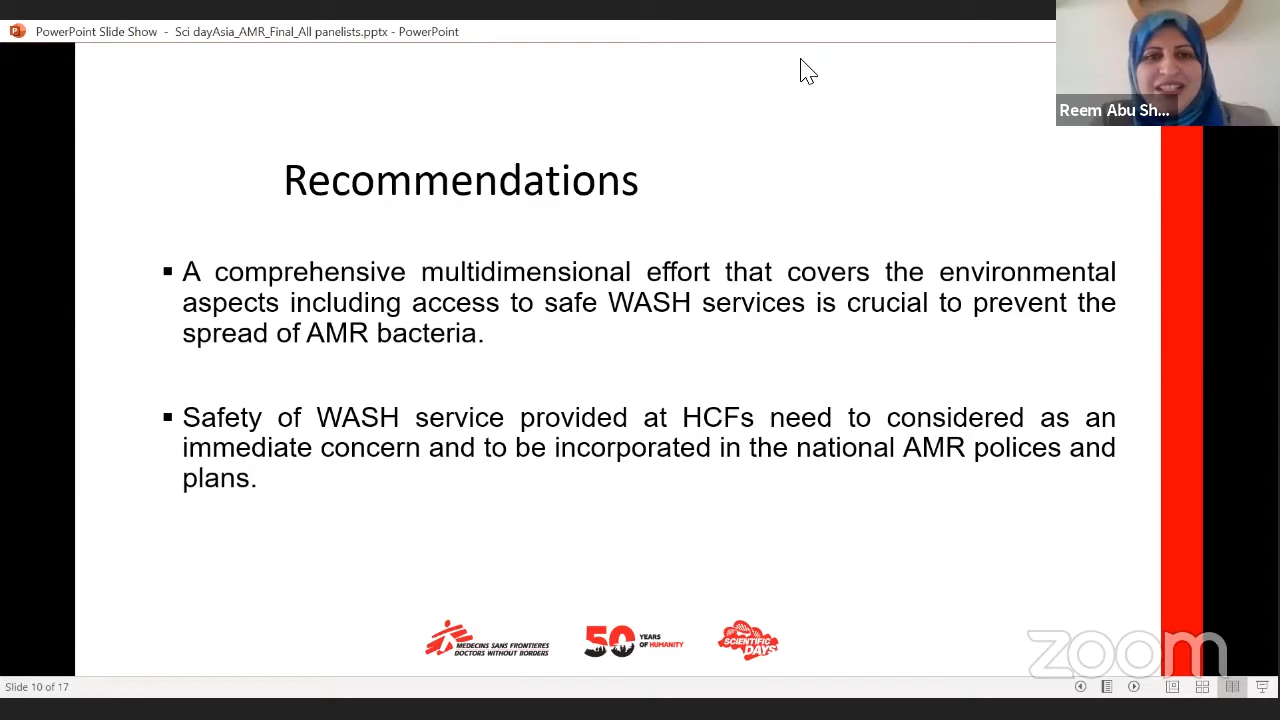 PowerPoint Slide Show - Sci dayAsia_AMR_Final_All panelists.pptx - PowerPoint
Reem Abu Sh...
Recommendations
▪ A comprehensive multidimensional effort that covers the environmental
aspects including access to safe WASH services is crucial to prevent the
spread of AMR bacteria.
▪ Safety of WASH service provided at HCFs need to considered as an
immediate concern and to be incorporated in the national AMR polices and
plans.
MEDECINS SANS FRONTIERES
DOCTORS WITHOUT BORDERS
50 YEARS
OF HUMANITY
SCIENTIFIC
DAYS
zoom
Slide 10 of 17